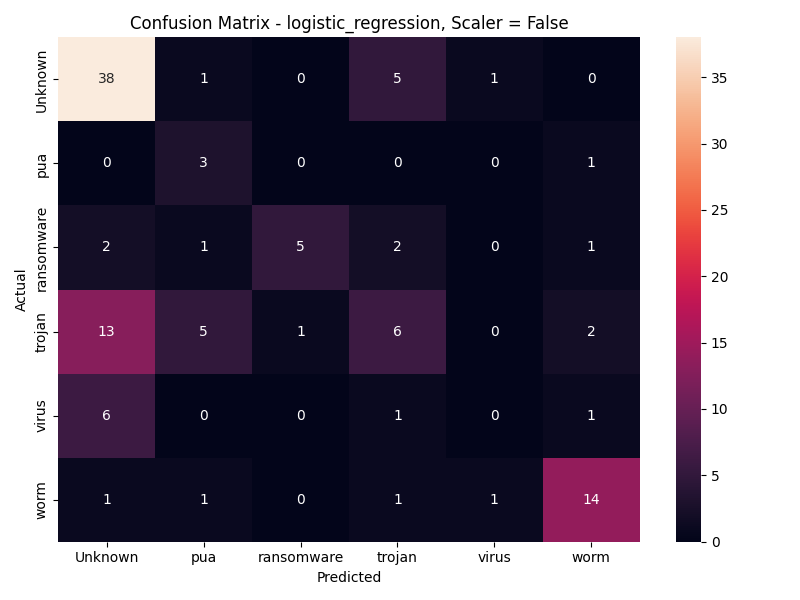 Confusion Matrix - logistic_regression, Scaler = False
Actual
Unknown 38 1 0 5 1 0
pua 0 3 0 0 0 1
ransomware 2 1 5 2 0 1
trojan 13 5 1 6 0 2
virus 6 0 0 1 0 1
worm 1 1 0 1 1 14
Unknown pua ransomware trojan virus worm
Predicted
35
30
25
20
15
10
5
0